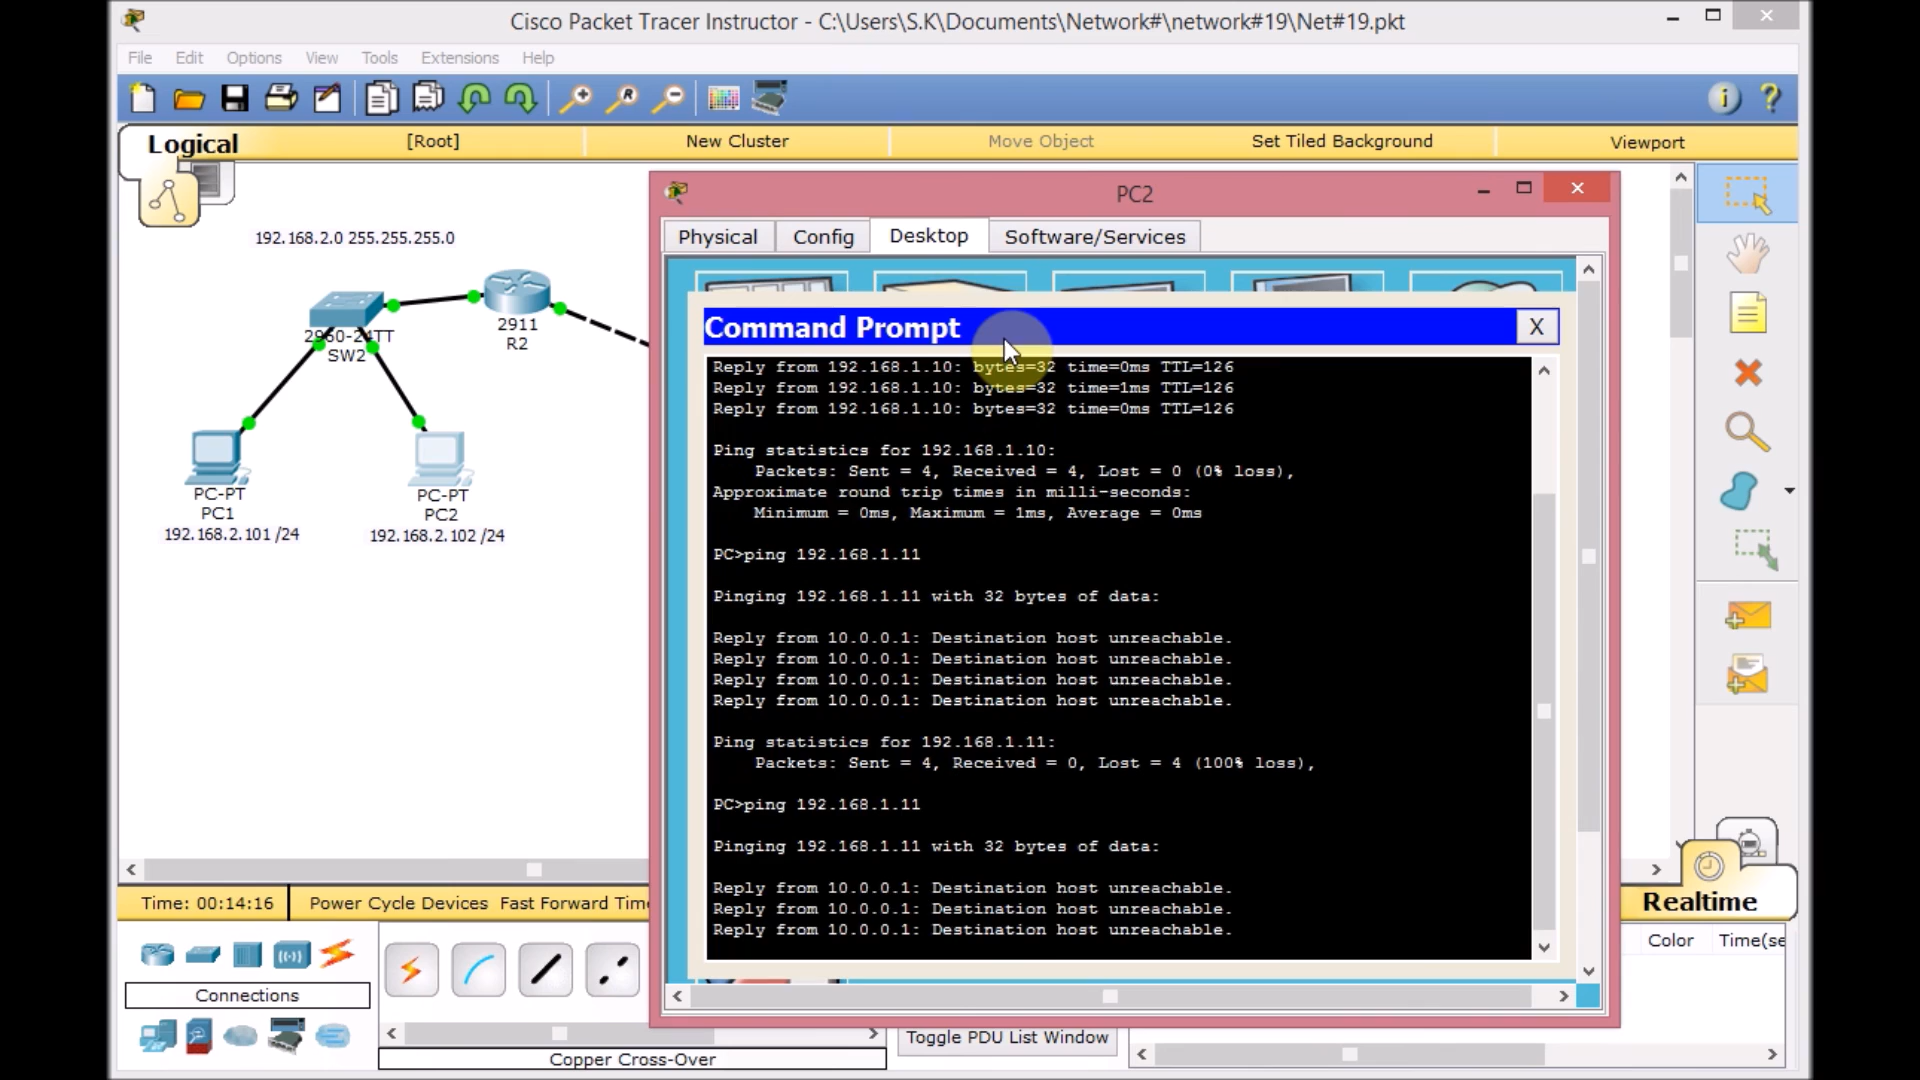 Cisco Packet Tracer Instructor - C:\Users\S.K\Documents\Network#\network#19\Net#19.pkt
File Edit Options View Tools Extensions Help
Logical [Root] New Cluster Move Object Set Tiled Background Viewport
192.168.2.0 255.255.255.0
2960-24TT
SW2
2911
R2
PC-PT
PC1
192.168.2.101 /24
PC-PT
PC2
192.168.2.102 /24
PC2
Physical Config Desktop Software/Services
Command Prompt X
Reply from 192.168.1.10: bytes=32 time=0ms TTL=126
Reply from 192.168.1.10: bytes=32 time=1ms TTL=126
Reply from 192.168.1.10: bytes=32 time=0ms TTL=126
Ping statistics for 192.168.1.10:
Packets: Sent = 4, Received = 4, Lost = 0 (0% loss),
Approximate round trip times in milli-seconds:
Minimum = 0ms, Maximum = 1ms, Average = 0ms
PC>ping 192.168.1.11
Pinging 192.168.1.11 with 32 bytes of data:
Reply from 10.0.0.1: Destination host unreachable.
Reply from 10.0.0.1: Destination host unreachable.
Reply from 10.0.0.1: Destination host unreachable.
Reply from 10.0.0.1: Destination host unreachable.
Ping statistics for 192.168.1.11:
Packets: Sent = 4, Received = 0, Lost = 4 (100% loss),
PC>ping 192.168.1.11
Pinging 192.168.1.11 with 32 bytes of data:
Reply from 10.0.0.1: Destination host unreachable.
Reply from 10.0.0.1: Destination host unreachable.
Reply from 10.0.0.1: Destination host unreachable.
Time: 00:14:16 Power Cycle Devices Fast Forward Time
Realtime
Color Time(se
Connections
Toggle PDU List Window
Copper Cross-Over